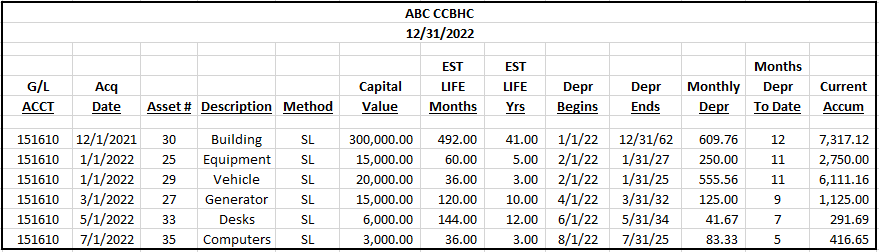 ABC CCBHC
12/31/2022
EST EST Months
G/L Acq Capital LIFE LIFE Depr Depr Monthly Depr Current
ACCT Date Asset # Description Method Value Months Yrs Begins Ends Depr To Date Accum
151610 12/1/2021 30 Building SL 300,000.00 492.00 41.00 1/1/22 12/31/62 609.76 12 7,317.12
151610 1/1/2022 25 Equipment SL 15,000.00 60.00 5.00 2/1/22 1/31/27 250.00 11 2,750.00
151610 1/1/2022 29 Vehicle SL 20,000.00 36.00 3.00 2/1/22 1/31/25 555.56 11 6,111.16
151610 3/1/2022 27 Generator SL 15,000.00 120.00 10.00 4/1/22 3/31/32 125.00 9 1,125.00
151610 5/1/2022 33 Desks SL 6,000.00 144.00 12.00 6/1/22 5/31/34 41.67 7 291.69
151610 7/1/2022 35 Computers SL 3,000.00 36.00 3.00 8/1/22 7/31/25 83.33 5 416.65